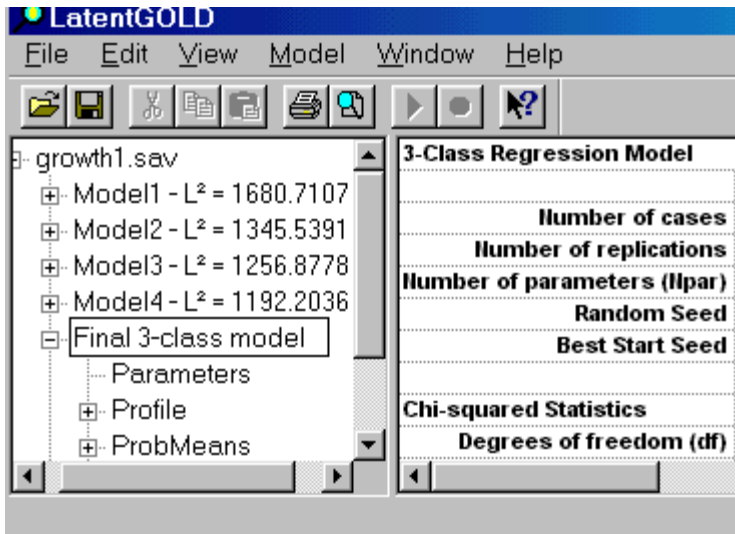 LatentGOLD
File Edit View Model Window Help
growth1.sav
Model1 - L² = 1680.7107
Model2 - L² = 1345.5391
Model3 - L² = 1256.8778
Model4 - L² = 1192.2036
Final 3-class model
Parameters
Profile
ProbMeans
3-Class Regression Model
Number of cases
Number of replications
Number of parameters (Npar)
Random Seed
Best Start Seed
Chi-squared Statistics
Degrees of freedom (df)